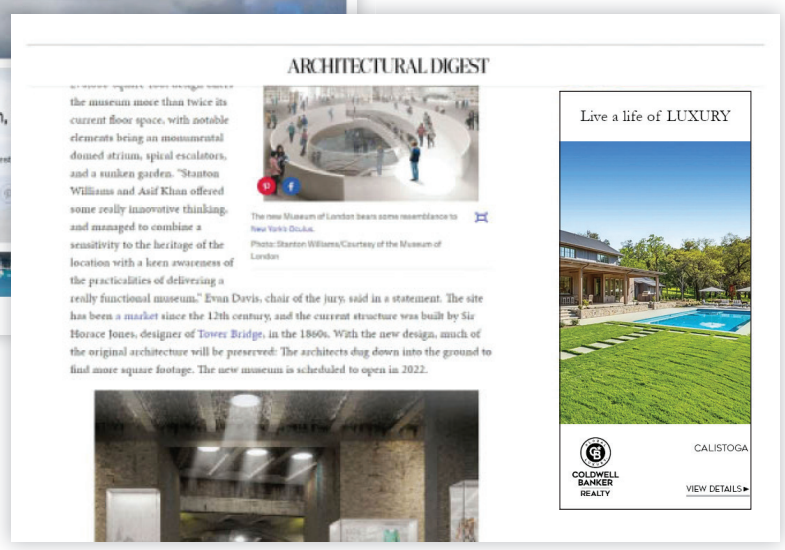 ARCHITECTURAL DIGEST
the museum more than twice its
current floor space, with notable
elements being an monumental
domed atrium, spiral escalators,
and a sunken garden. "Stanton
Williams and Asif Khan offered
some really innovative thinking,
and managed to combine a
sensitivity to the heritage of the
location with a keen awareness of
the practicalities of delivering a
really functional museum," Evan Davis, chair of the jury, said in a statement. The site
has been a market since the 12th century, and the current structure was built by Sir
Horace Jones, designer of Tower Bridge, in the 1860s. With the new design, much of
the original architecture will be preserved: The architects dug down into the ground to
find more square footage. The new museum is scheduled to open in 2022.
The new Museum of London bears some resemblance to
New York's Oculus.
Photo: Stanton Williams/Courtesy of the Museum of
London
Live a life of LUXURY
COLDWELL
BANKER
REALTY
CALISTOGA
VIEW DETAILS▶